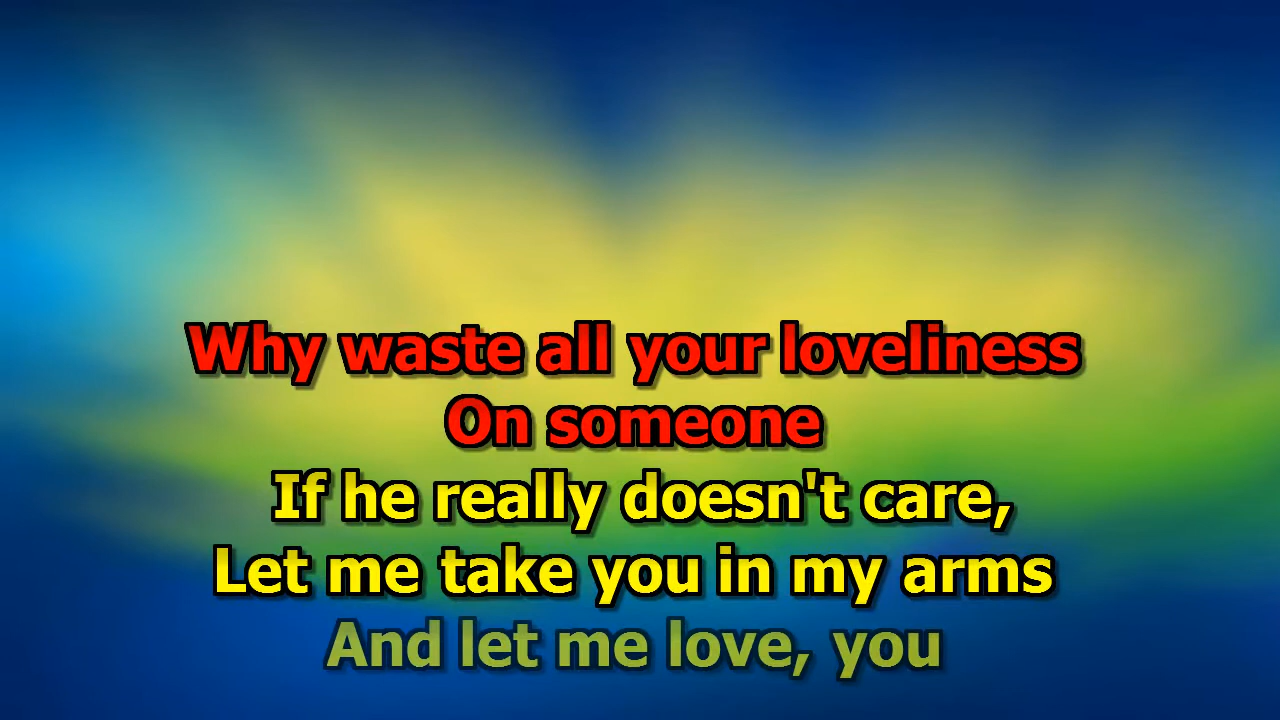 Why waste all your loveliness
On someone
If he really doesn't care,
Let me take you in my arms
And let me love, you